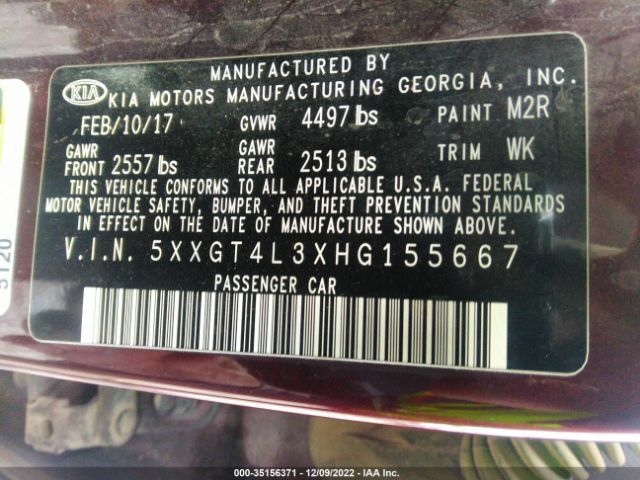 MANUFACTURED BY
KIA KIA MOTORS MANUFACTURING GEORGIA, INC.
FEB/10/17 GVWR 4497 lbs PAINT M2R
GAWR FRONT 2557 lbs GAWR REAR 2513 lbs TRIM WK
THIS VEHICLE CONFORMS TO ALL APPLICABLE U.S.A. FEDERAL
MOTOR VEHICLE SAFETY, BUMPER, AND THEFT PREVENTION STANDARDS
IN EFFECT ON THE DATE OF MANUFACTURE SHOWN ABOVE.
V.I.N. 5XXGT4L3XHG155667
PASSENGER CAR
5120
000-35156371 | 12/09/2022 - IAA Inc.